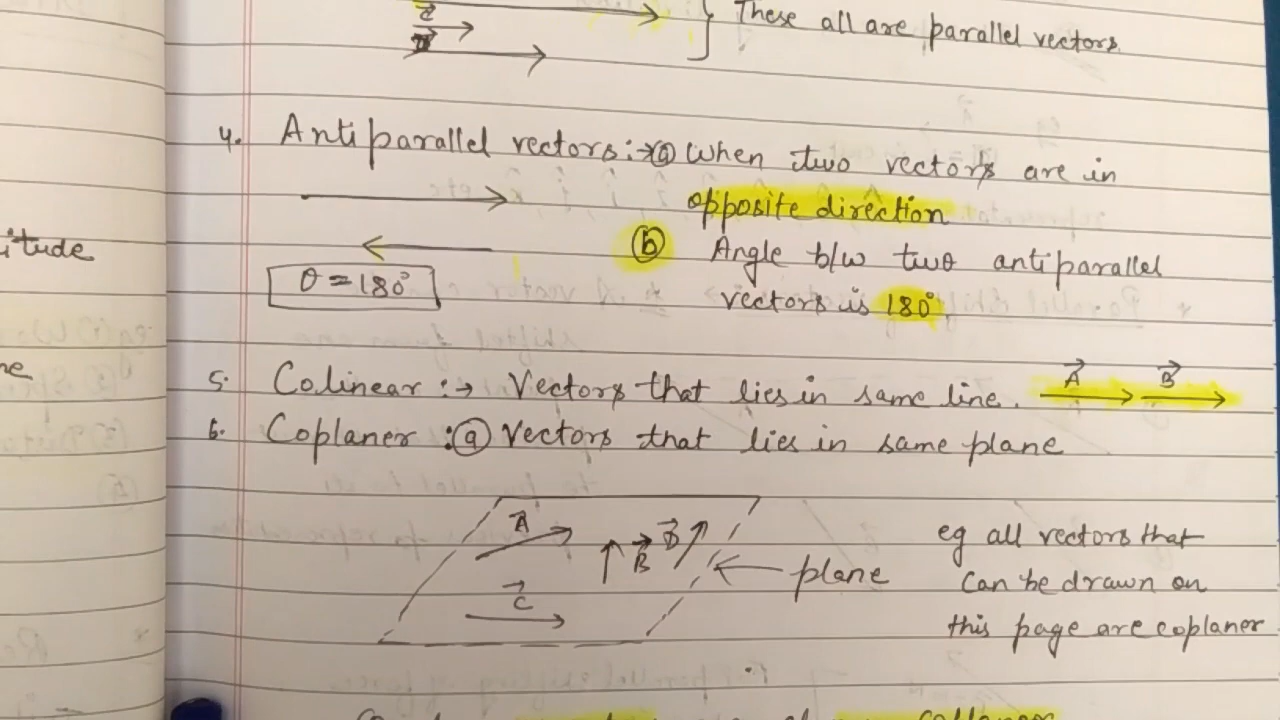 C
These all are parallel vectors
4. Antiparallel vectors :→ (a) When two vectors are in
opposite direction
(b) Angle b/w two antiparallel
θ = 180°
vectors is 180°.
itude
5. Colinear :→ Vectors that lies in same line. A B
6. Coplaner :(a) Vectors that lies in same plane
A
B D
C
plane
eg all vectors that
can be drawn on
this page are coplaner